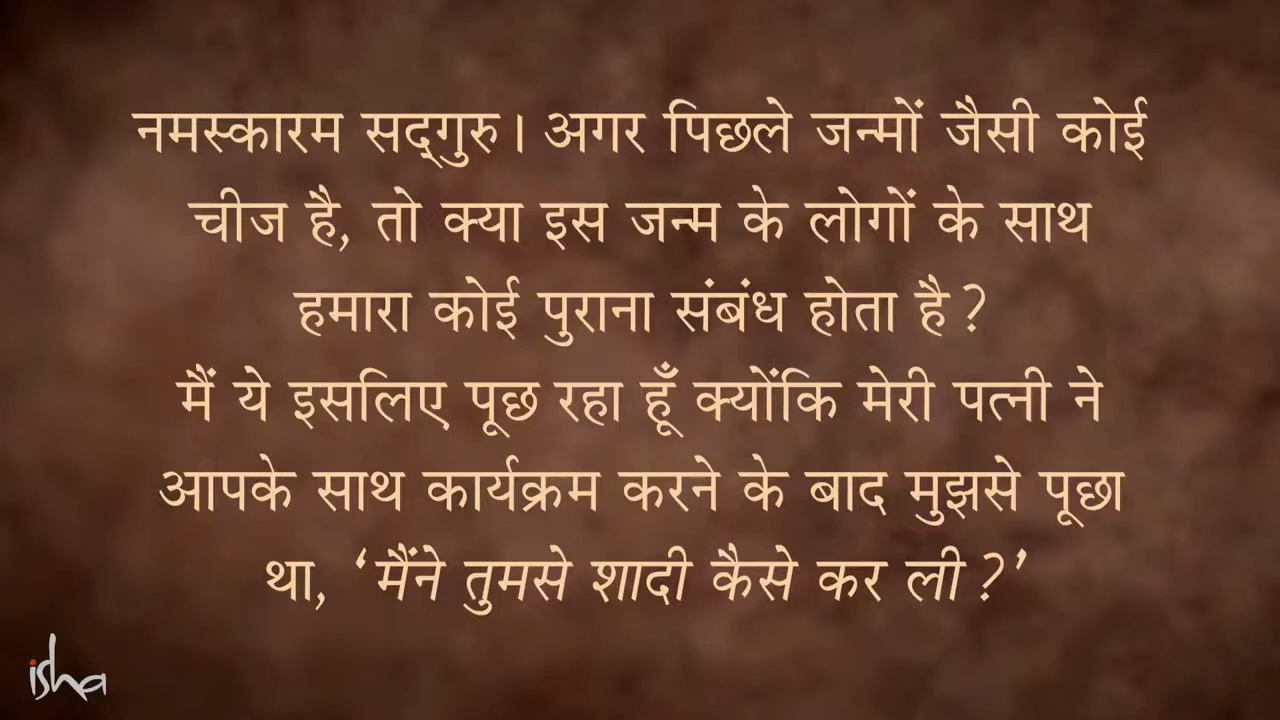 नमस्कारम सद्‌गुरु। अगर पिछले जन्मों जैसी कोई
चीज है, तो क्या इस जन्म के लोगों के साथ
हमारा कोई पुराना संबंध होता है?
मैं ये इसलिए पूछ रहा हूँ क्योंकि मेरी पत्नी ने
आपके साथ कार्यक्रम करने के बाद मुझसे पूछा
था, ‘मैंने तुमसे शादी कैसे कर ली?’
isha